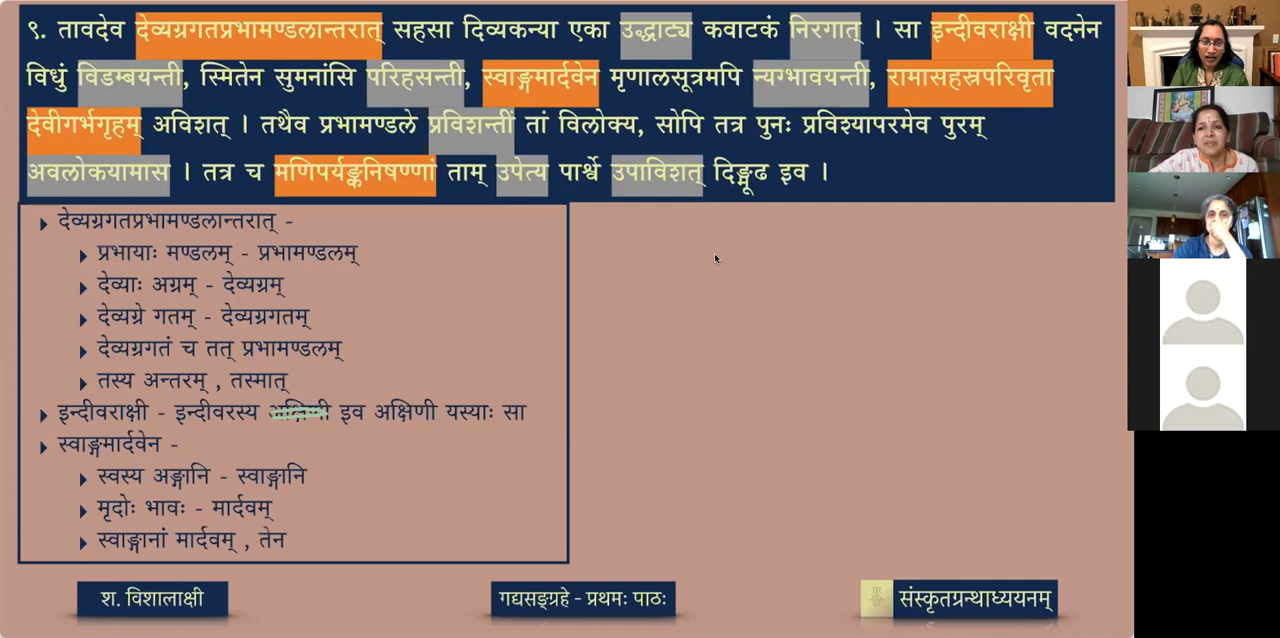 ९. तावदेव देव्यग्रगतप्रभामण्डलान्तरात् सहसा दिव्यकन्या एका उद्घाट्य कवाटकं निरगात् । सा इन्दीवराक्षी वदनेन
विधुं विडम्बयन्ती, स्मितेन सुमनांसि परिहसन्ती, स्वाङ्गमार्दवेन मृणालसूत्रमपि न्यग्भावयन्ती, रामासहस्रपरिवृता
देवीगर्भगृहम् अविशत् । तथैव प्रभामण्डले प्रविशन्तीं तां विलोक्य, सोपि तत्र पुनः प्रविश्यापरमेव पुरम्
अवलोकयामास । तत्र च मणिपर्यङ्कनिषण्णां ताम् उपेत्य पार्श्वे उपाविशत् दिङ्मूढ इव ।
देव्यग्रगतप्रभामण्डलान्तरात् -
प्रभायाः मण्डलम् - प्रभामण्डलम्
देव्याः अग्रम् - देव्यग्रम्
देव्यग्रे गतम् - देव्यग्रगतम्
देव्यग्रगतं च तत् प्रभामण्डलम्
तस्य अन्तरम् , तस्मात्
इन्दीवराक्षी - इन्दीवरस्य अक्षिणी इव अक्षिणी यस्याः सा
स्वाङ्गमार्दवेन -
स्वस्य अङ्गानि - स्वाङ्गानि
मृदोः भावः - मार्दवम्
स्वाङ्गानां मार्दवम् , तेन
श. विशालाक्षी
गद्यसङ्ग्रहे - प्रथमः पाठः
संस्कृतग्रन्थाध्ययनम्